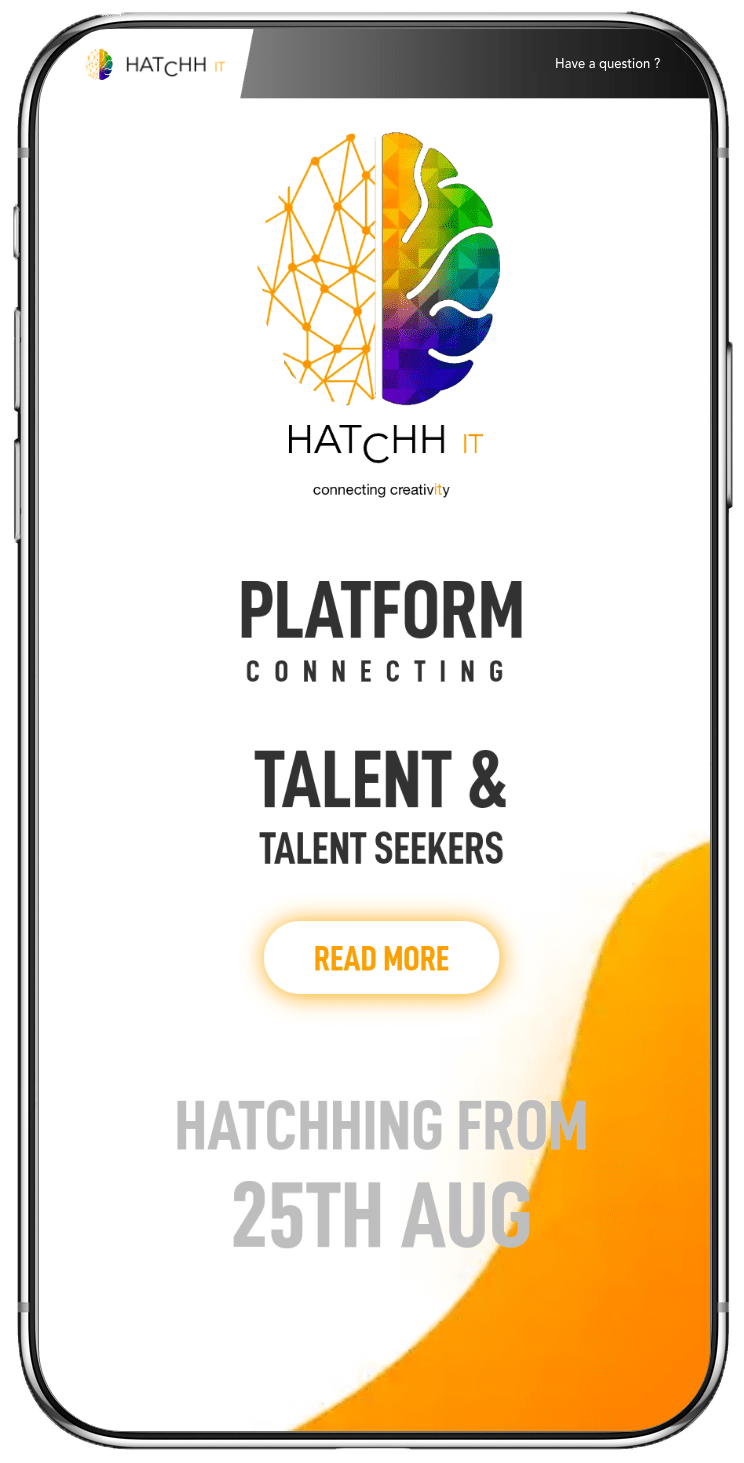 HATCHH IT
Have a question ?
HATCHH IT
connecting creativity
PLATFORM
CONNECTING
TALENT &
TALENT SEEKERS
READ MORE
HATCHHING FROM
25TH AUG